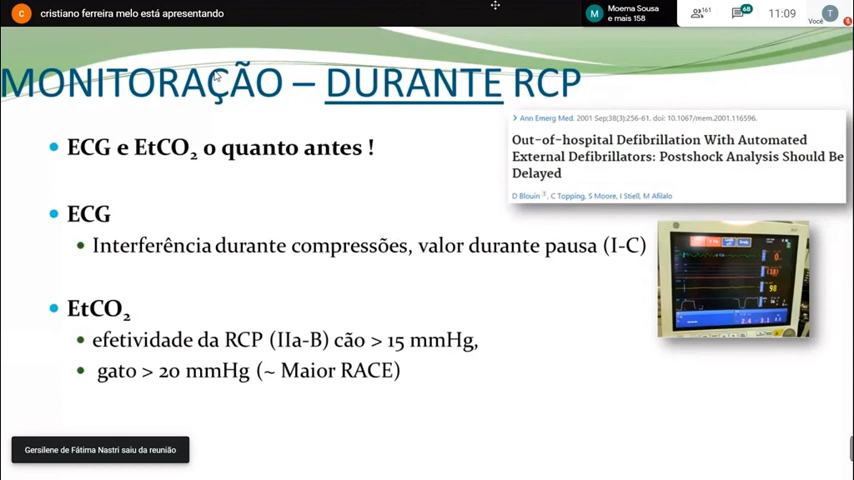 cristiano ferreira melo está apresentando
Moema Sousa
e mais 158
161
68
11:09
Você
C
M
T
MONITORAÇÃO – DURANTE RCP
ECG e EtCO₂ o quanto antes !
Ann Emerg Med. 2001 Sep;38(3):256-61. doi: 10.1067/mem.2001.116596.
Out-of-hospital Defibrillation With Automated
External Defibrillators: Postshock Analysis Should Be
Delayed
D Blouin 1, C Topping, S Moore, I Stiell, M Afilalo
ECG
Interferência durante compressões, valor durante pausa (I-C)
EtCO₂
efetividade da RCP (IIa-B) cão > 15 mmHg,
gato > 20 mmHg (~ Maior RACE)
98
Gersilene de Fátima Nastri saiu da reunião